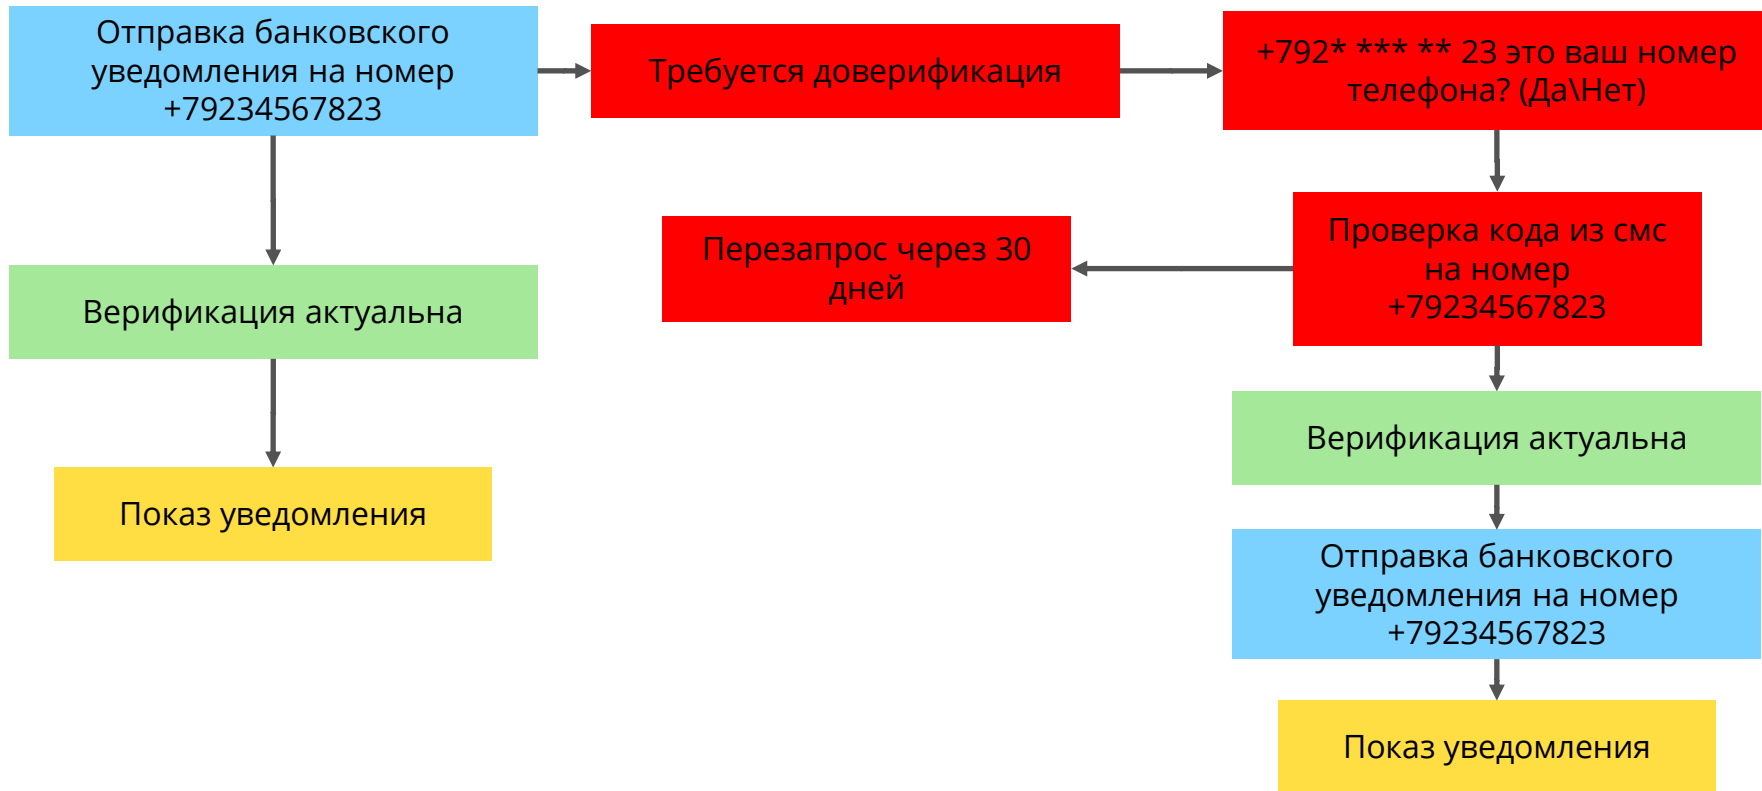 Отправка банковского
уведомления на номер
+79234567823
Требуется доверификация
+792* *** ** 23 это ваш номер
телефона? (Да\Нет)
Перезапрос через 30
дней
Проверка кода из смс
на номер
+79234567823
Верификация актуальна
Верификация актуальна
Показ уведомления
Отправка банковского
уведомления на номер
+79234567823
Показ уведомления